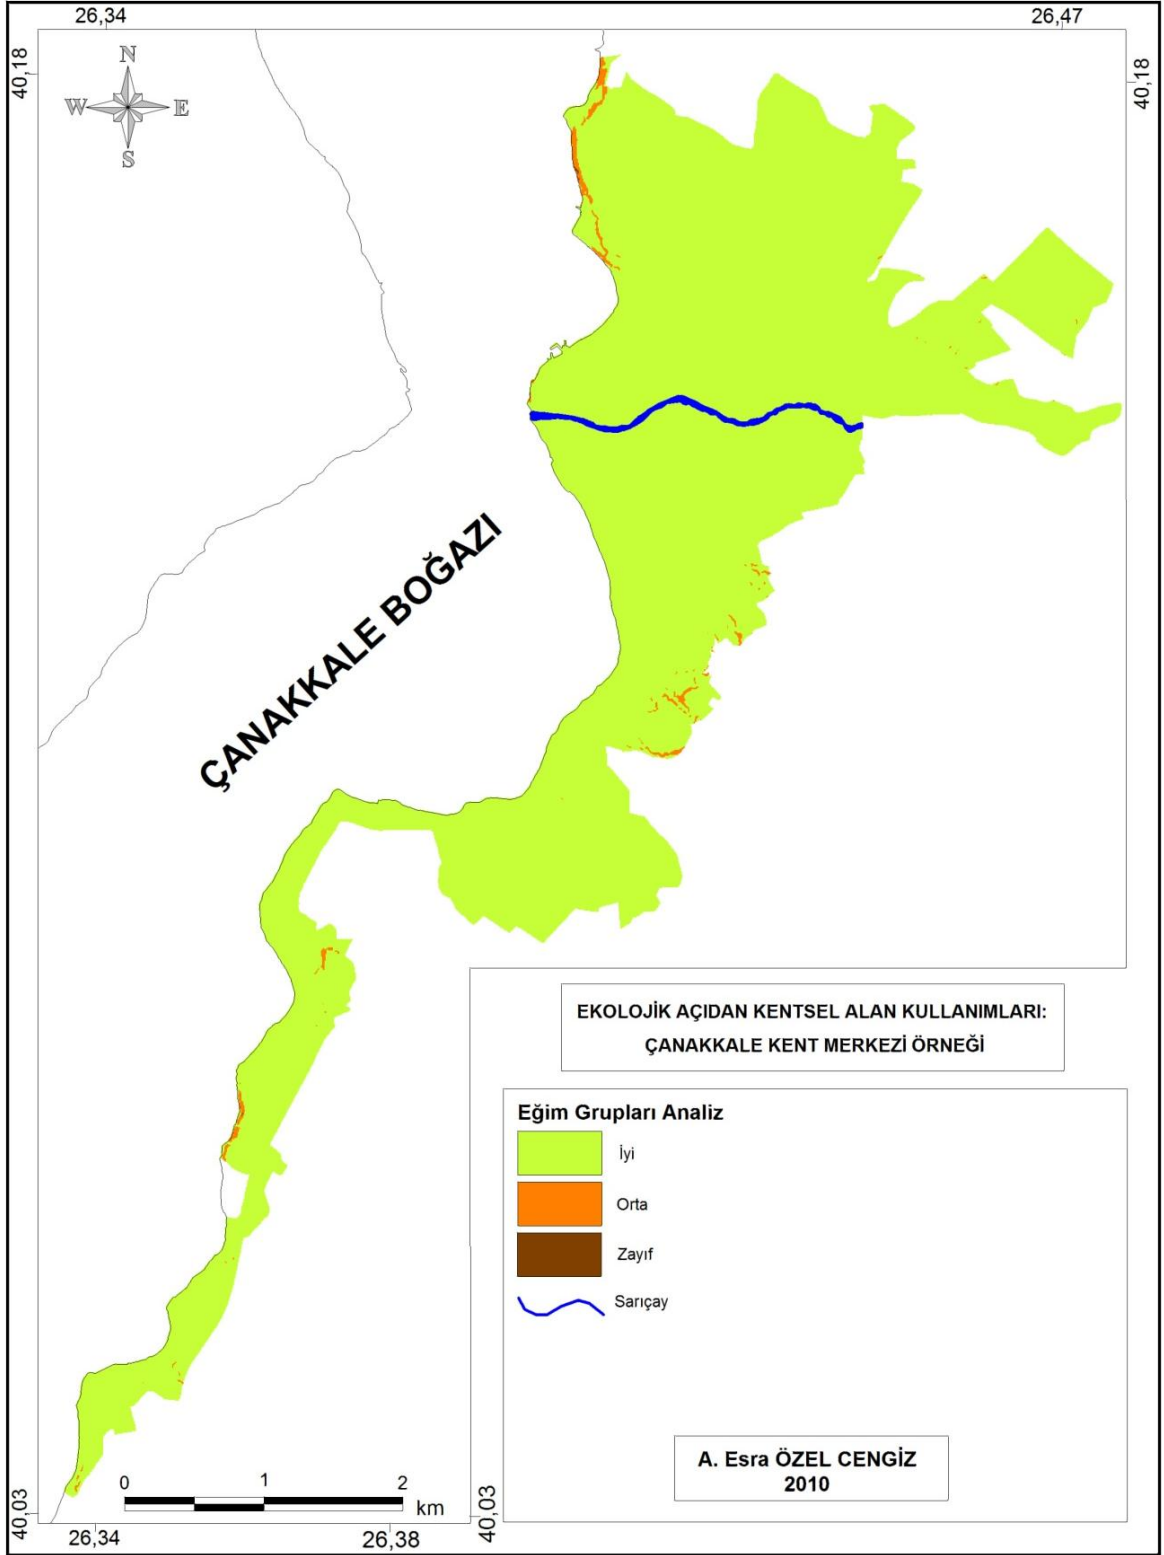 26,34
26,47
40,18
40,18
N
W
E
S
ÇANAKKALE BOĞAZI
EKOLOJİK AÇIDAN KENTSEL ALAN KULLANIMLARI:
ÇANAKKALE KENT MERKEZİ ÖRNEĞİ
Eğim Grupları Analiz
İyi
Orta
Zayıf
Sarıçay
A. Esra ÖZEL CENGİZ
2010
0
1
2
km
40,03
40,03
26,34
26,38